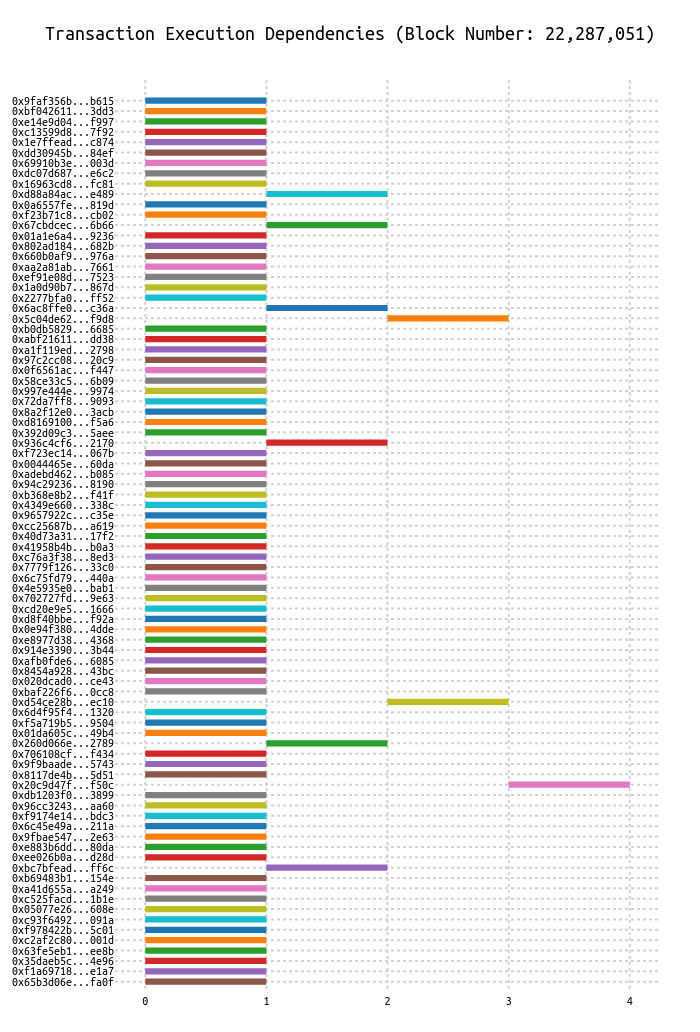 Transaction Execution Dependencies (Block Number: 22,287,051)
0x9faf356b...b615
0xbf042611...3dd3
0xe14e9d04...f997
0xc13599d8...7f92
0x1e7ffead...c874
0xdd30945b...84ef
0x69910b3e...003d
0xdc07d687...e6c2
0x16963cd8...fc81
0xd88a84ac...e489
0x0a6557fe...819d
0xf23b71c8...cb02
0x67cbdcec...6b66
0x01a1e6a4...9236
0x802ad184...682b
0x660b0af9...976a
0xaa2a81ab...7661
0xef91e08d...7523
0x1a0d90b7...867d
0x2277bfa0...ff52
0x6ac8ffe0...c36a
0x5c04de62...f9d8
0xb0db5829...6685
0xabf21611...dd38
0xa1f119ed...2798
0x97c2cc08...20c9
0x0f6561ac...f447
0x58ce33c5...6b09
0x997e444e...9974
0x72da7ff8...9093
0x8a2f12e0...3acb
0xd8169100...f5a6
0x392d09c3...5aee
0x936c4cf6...2170
0xf723ec14...067b
0x0044465e...60da
0xadebd462...b085
0x94c29236...8190
0xb368e8b2...f41f
0x4349e660...338c
0x9657922c...c35e
0xcc25687b...a619
0x40d73a31...17f2
0x41958b4b...b0a3
0xc76a3f38...8ed3
0x7779f126...33c0
0x6c75fd79...440a
0x4e5935e0...bab1
0x702727fd...9e63
0xcd20e9e5...1666
0xd8f40bbe...f92a
0x0e94f380...4dde
0xe8977d38...4368
0x914e3390...3b44
0xafb0fde6...6085
0x8454a928...43bc
0x020dcad0...ce43
0xbaf226f6...0cc8
0xd54ce28b...ec10
0x6d4f95f4...1320
0xf5a719b5...9504
0x01da605c...49b4
0x260d066e...2789
0x706108cf...f434
0x9f9baade...5743
0x8117de4b...5d51
0x20c9d47f...f50c
0xdb1203f0...3899
0x96cc3243...aa60
0xf9174e14...bdc3
0x6c45e49a...211a
0x9fbae547...2e63
0xe883b6dd...80da
0xee026b0a...d28d
0xbc7bfead...ff6c
0xb69483b1...154e
0xa41d655a...a249
0xc525facd...1b1e
0x05077e26...608e
0xc93f6492...091a
0xf978422b...5c01
0xc2af2c80...001d
0x63fe5eb1...ee8b
0x35daeb5c...4e96
0xf1a69718...e1a7
0x65b3d06e...fa0f
0 1 2 3 4